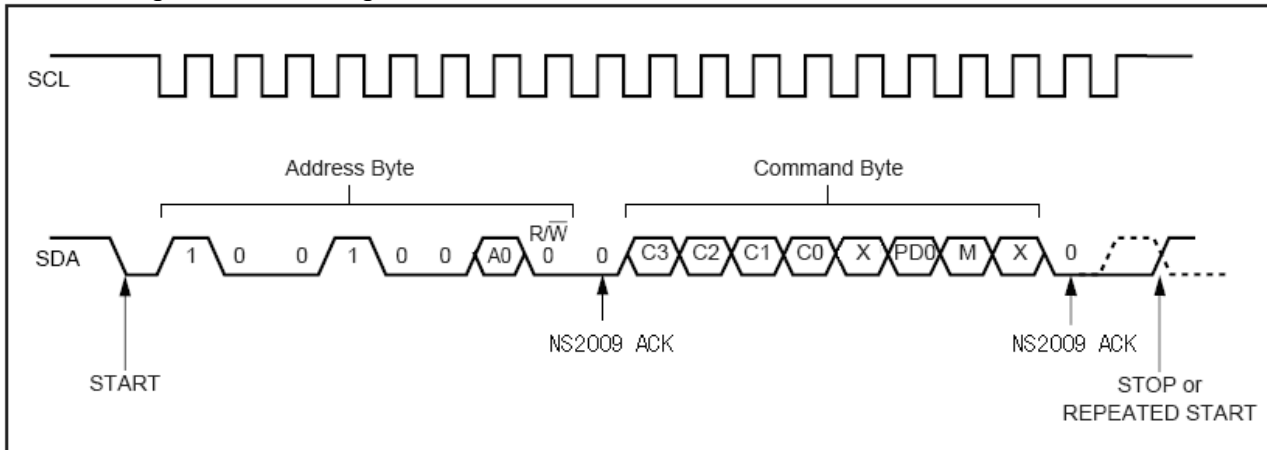 SCL
Address Byte
Command Byte
R/W̅
SDA
1 0 0 1 0 0 A0 0 0 C3 C2 C1 C0 X PD0 M X 0
NS2009 ACK
NS2009 ACK
START
STOP or
REPEATED START